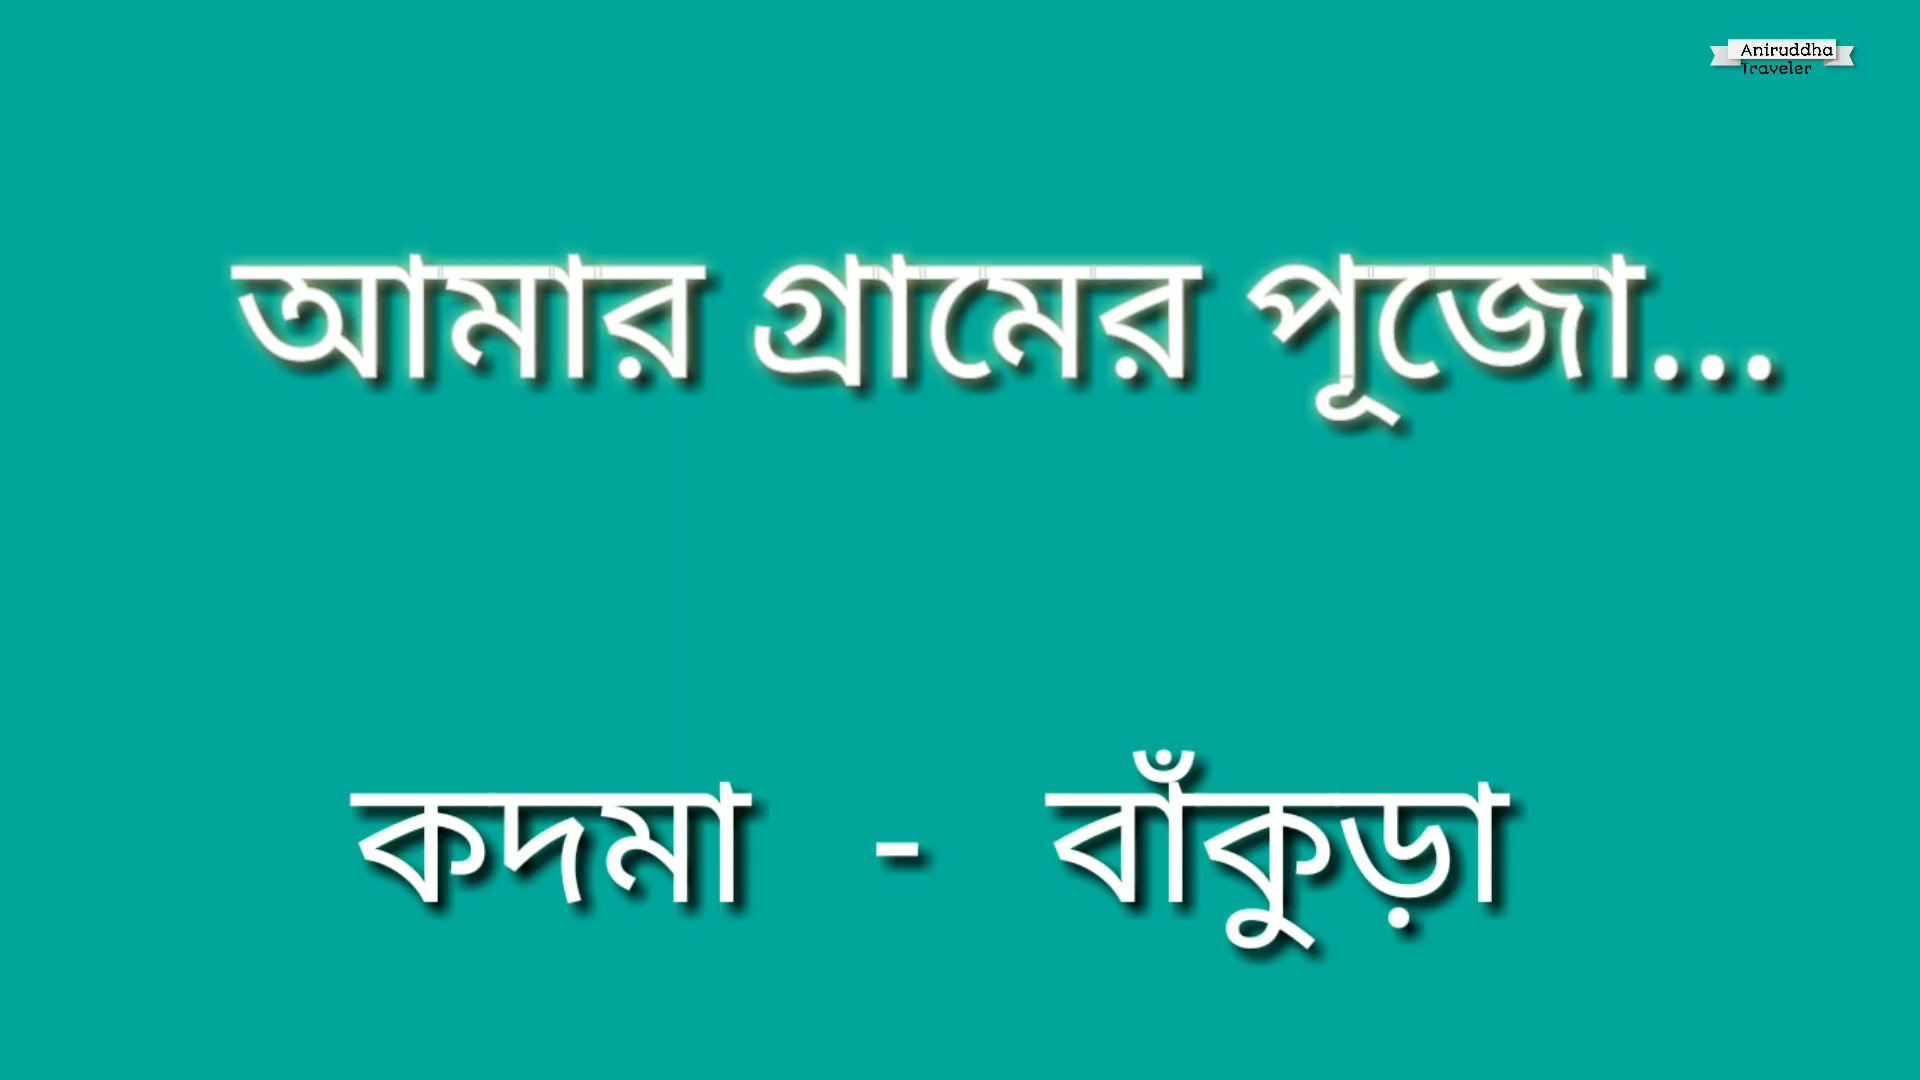 Aniruddha
Traveler
আমার গ্রামের পূজো...
কদমা - বাঁকুড়া